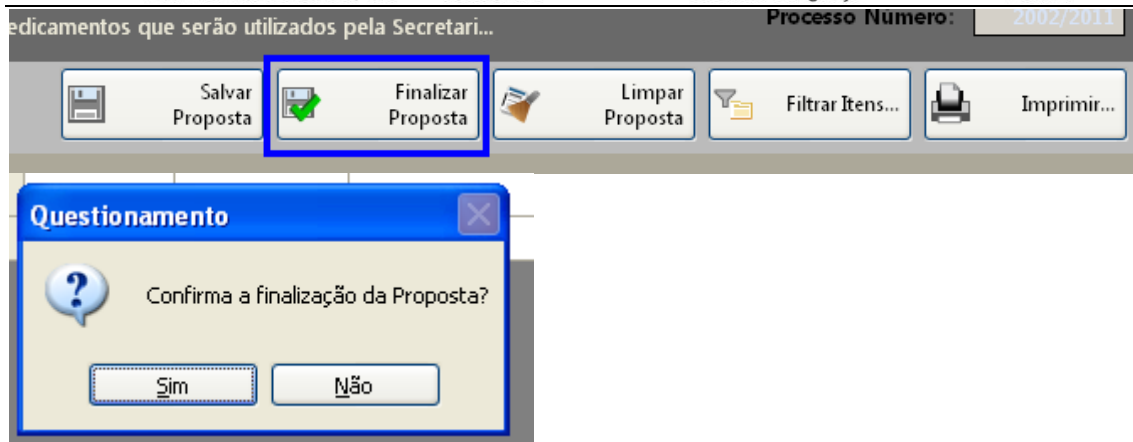 edicamentos que serão utilizados pela Secretari...
Processo Número: 2002/2011
Salvar
Proposta
Finalizar
Proposta
Limpar
Proposta
Filtrar Itens...
Imprimir...
Questionamento
Confirma a finalização da Proposta?
Sim
Não